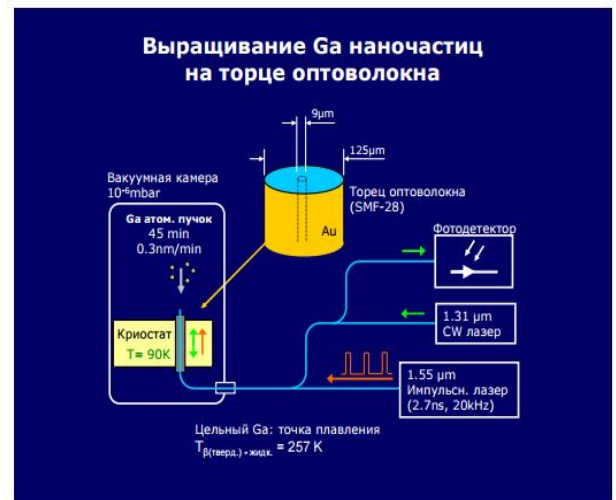 Выращивание Ga наночастиц
на торце оптоволокна
9μm
125μm
Вакуумная камера
10⁻⁶mbar
Ga атом. пучок
45 min
0.3nm/min
Торец оптоволокна
(SMF-28)
Au
Фотодетектор
Криостат
T= 90K
1.31 μm
CW лазер
1.55 μm
Импульсн. лазер
(2.7ns, 20kHz)
Цельный Ga: точка плавления
Tβ(тверд.) - жидк. = 257 K